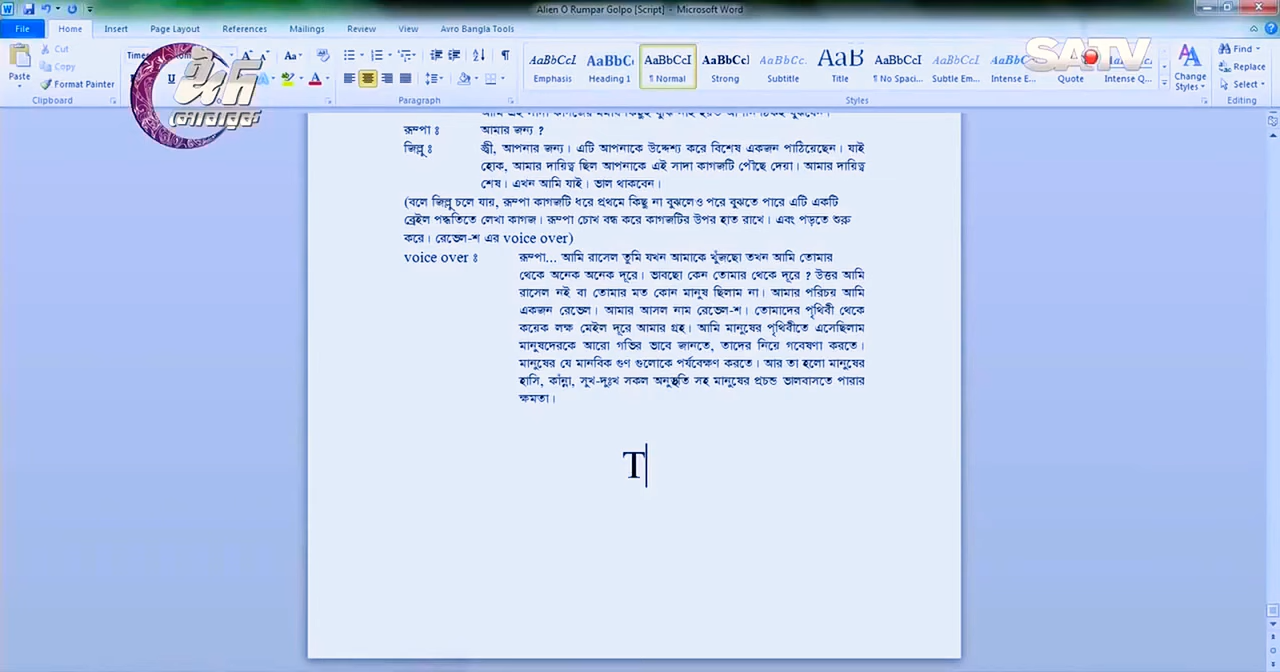 Alien O Rumpar Golpo [Script] - Microsoft Word
File Home Insert Page Layout References Mailings Review View Avro Bangla Tools
Paste Cut Copy Format Painter Clipboard
Paragraph
AaBbCcI AaBbC AaBbCcI AaBbCcI AaBbCc. AaB AaBbCcI AaBbCcI
Emphasis Heading 1 ¶ Normal Strong Subtitle Title ¶ No Spaci... Subtle Em... Intense E... Quote Intense Q...
Styles
Change Styles
Find Replace Select Editing
ঈদ মোবারক
SATV
রূম্পা ঃ আমার জন্য ?
জিল্লু ঃ জ্বী, আপনার জন্য। এটি আপনাকে উদ্দেশ্য করে বিশেষ একজন পাঠিয়েছেন। যাই
হোক, আমার দায়িত্ব ছিল আপনাকে এই সাদা কাগজটি পৌছে দেয়া। আমার দায়িত্ব
শেষ। এখন আমি যাই। ভাল থাকবেন।
(বলে জিল্লু চলে যায়, রূম্পা কাগজটি ধরে প্রথমে কিছু না বুঝলেও পরে বুঝতে পারে এটি একটি
ব্রেইল পদ্ধতিতে লেখা কাগজ। রূম্পা চোখ বন্ধ করে কাগজটির উপর হাত রাখে। এবং পড়তে শুরু
করে। রেভেল-শ এর voice over)
voice over ঃ রূম্পা... আমি রাসেল তুমি যখন আমাকে খুঁজছো তখন আমি তোমার
থেকে অনেক অনেক দূরে। ভাবছো কেন তোমার থেকে দূরে ? উত্তর আমি
রাসেল নই বা তোমার মত কোন মানুষ ছিলাম না। আমার পরিচয় আমি
একজন রেভেল। আমার আসল নাম রেভেল-শ। তোমাদের পৃথিবী থেকে
কয়েক লক্ষ মেইল দূরে আমার গ্রহ। আমি মানুষের পৃথিবীতে এসেছিলাম
মানুষদেরকে আরো গভির ভাবে জানতে, তাদের নিয়ে গবেষণা করতে।
মানুষের যে মানবিক গুণ গুলোকে পর্যবেক্ষণ করতে। আর তা হলো মানুষের
হাসি, কাঁন্না, সুখ-দুঃখ সকল অনুভূতি সহ মানুষের প্রচন্ড ভালবাসতে পারার
ক্ষমতা।
T